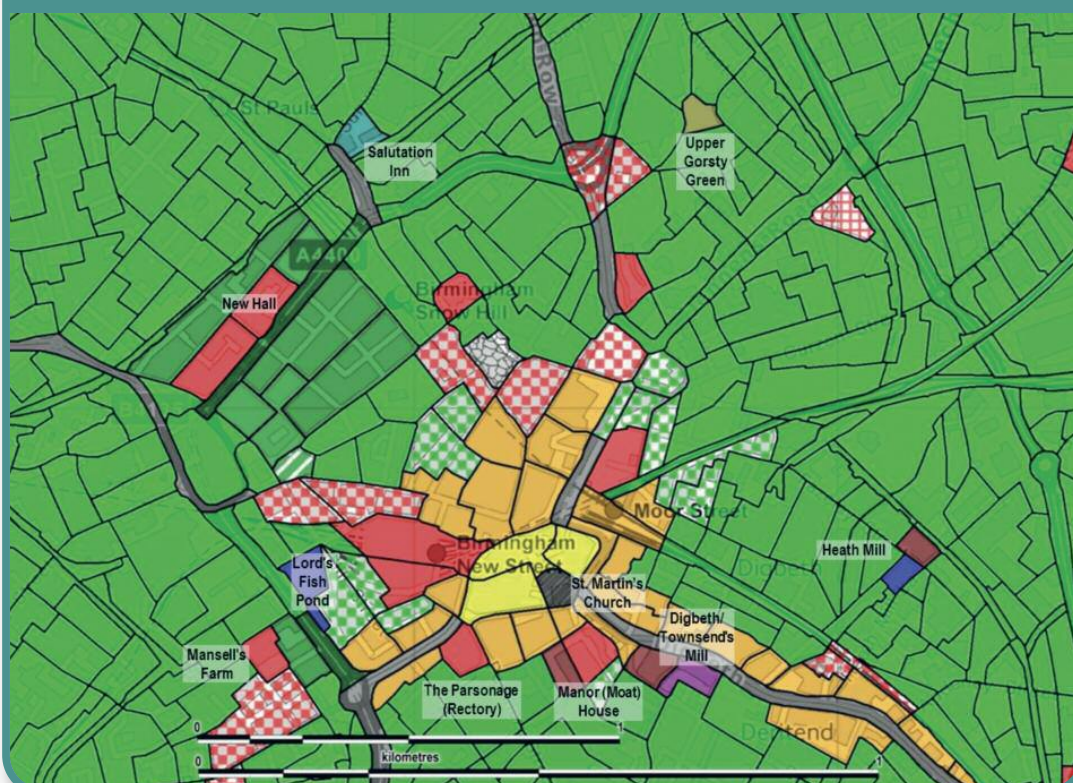 St Pauls
Salutation
Inn
Upper
Gorsty
Green
A4400
New Hall
Birmingham
Snow Hill
Moor Street
Birmingham
New Street
Heath Mill
Digbeth
Lord's
Fish
Pond
St. Martin's
Church
Digbeth/
Townsend's
Mill
Mansell's
Farm
The Parsonage
(Rectory)
Manor (Moat)
House
Deritend
0
1
kilometres
0
1